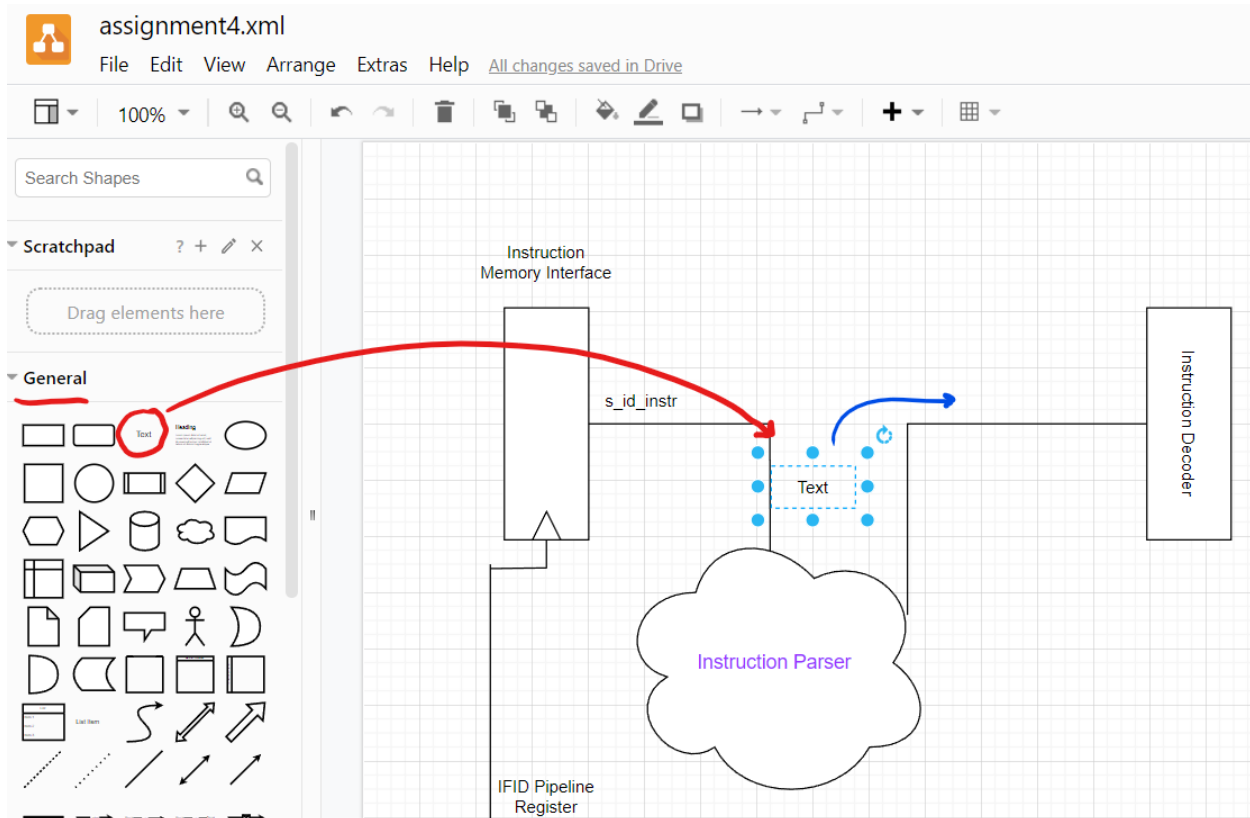 assignment4.xml
File Edit View Arrange Extras Help All changes saved in Drive
100%
Search Shapes
Scratchpad ? + ×
Drag elements here
General
Text
Heading
List Item
Instruction
Memory Interface
s_id_instr
Text
Instruction Decoder
Instruction Parser
IFID Pipeline
Register